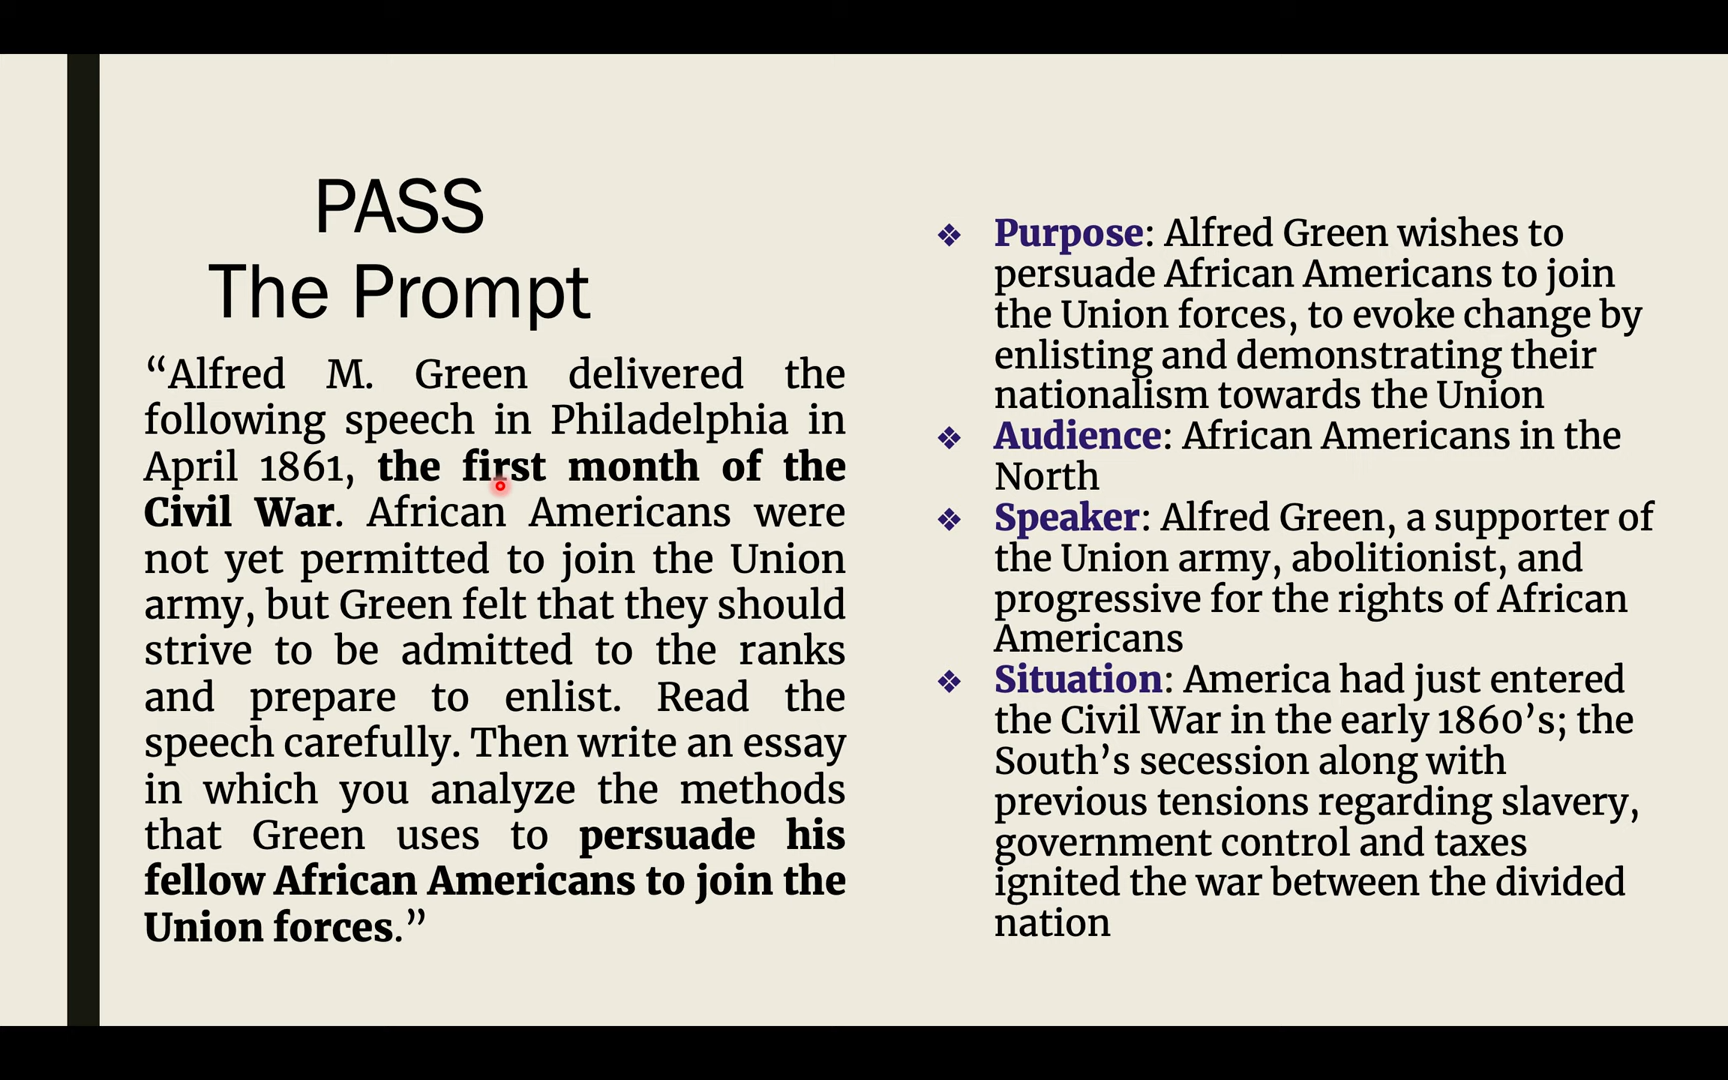 PASS
The Prompt
“Alfred M. Green delivered the
following speech in Philadelphia in
April 1861, the first month of the
Civil War. African Americans were
not yet permitted to join the Union
army, but Green felt that they should
strive to be admitted to the ranks
and prepare to enlist. Read the
speech carefully. Then write an essay
in which you analyze the methods
that Green uses to persuade his
fellow African Americans to join the
Union forces.”
❖ Purpose: Alfred Green wishes to
persuade African Americans to join
the Union forces, to evoke change by
enlisting and demonstrating their
nationalism towards the Union
❖ Audience: African Americans in the
North
❖ Speaker: Alfred Green, a supporter of
the Union army, abolitionist, and
progressive for the rights of African
Americans
❖ Situation: America had just entered
the Civil War in the early 1860’s; the
South’s secession along with
previous tensions regarding slavery,
government control and taxes
ignited the war between the divided
nation